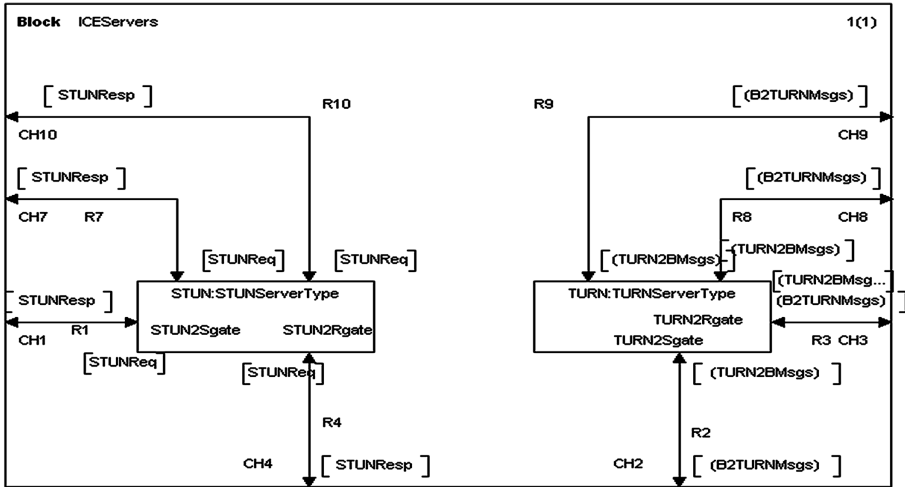 Block ICEServers 1(1)
[ STUNResp ] R10 R9 [ (B2TURNMsgs) ]
CH10 CH9
[ STUNResp ] [ (B2TURNMsgs) ]
CH7 R7 R8 CH8
[STUNReq] [STUNReq] [ (TURN2BMsgs) ] [ (TURN2BMsgs) ]
STUN:STUNServerType TURN:TURNServerType [ (TURN2BMsg...
[ STUNResp ] (B2TURNMsgs) ]
STUN2Sgate STUN2Rgate TURN2Rgate
CH1 R1 TURN2Sgate R3 CH3
[STUNReq] [STUNReq] [ (TURN2BMsgs) ]
R4 R2
CH4 [ STUNResp ] CH2 [ (B2TURNMsgs) ]